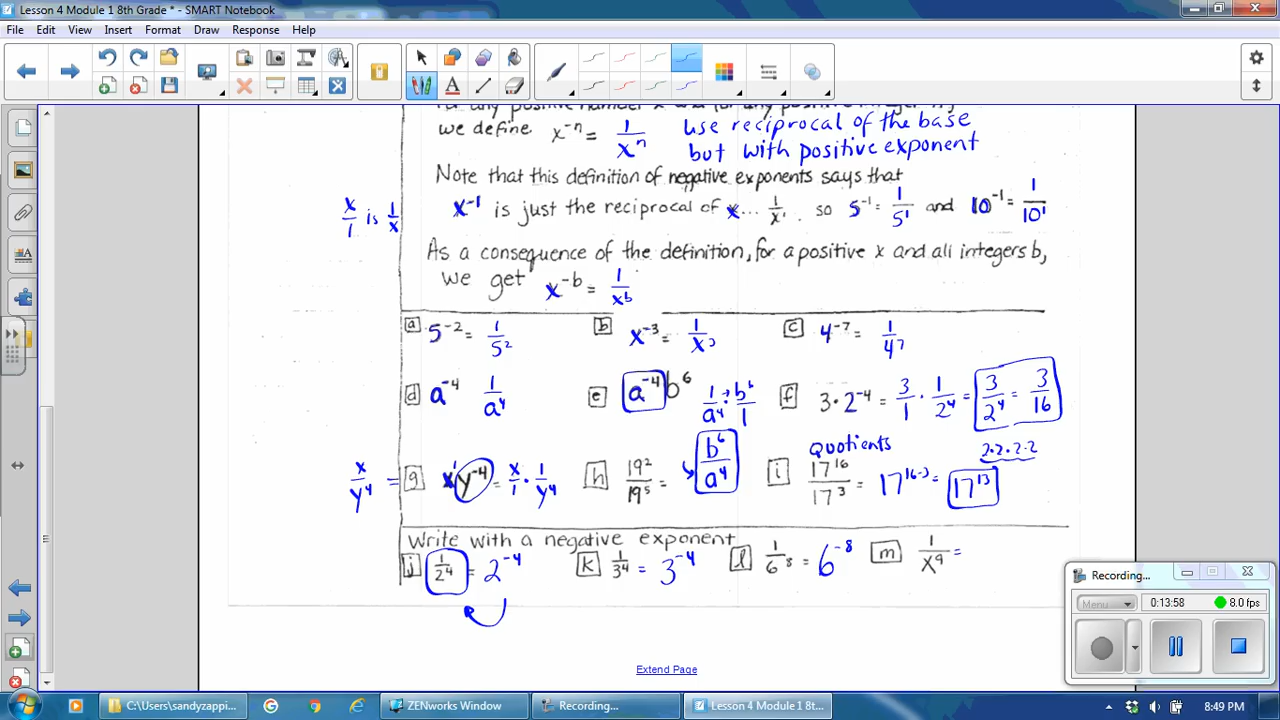 Lesson 4 Module 1 8th Grade * - SMART Notebook
File Edit View Insert Format Draw Response Window Help
we define x⁻ⁿ = 1/xⁿ use reciprocal of the base
but with positive exponent
Note that this definition of negative exponents says that
x/1 is 1/x
x⁻¹ is just the reciprocal of x... 1/x¹. so 5⁻¹ = 1/5¹ and 10⁻¹ = 1/10¹
As a consequence of the definition, for a positive x and all integers b,
we get x⁻ᵇ = 1/xᵇ
a 5⁻² = 1/5² b x⁻³ = 1/x³ c 4⁻⁷ = 1/4⁷
d a⁻⁴ 1/a⁴ e a⁻⁴b⁶ 1/a⁴ · b⁶/1 b⁶/a⁴ f 3·2⁻⁴ = 3/1 · 1/2⁴ = 3/2⁴ = 3/16
2·2·2·2
Quotients
x/y⁴ = g x¹y⁻⁴ = x/1 · 1/y⁴ h 19²/19⁵ = i 17¹⁶/17³ = 17¹⁶⁻³ = 17¹³
Write with a negative exponent
j 1/2⁴ = 2⁻⁴ k 1/3⁴ = 3⁻⁴ l 1/6⁸ = 6⁻⁸ m 1/x⁹ =
Extend Page
Recording...
Menu 0:13:58 8.0 fps
C:\Users\sandyzappi... ZENworks Window Recording... Lesson 4 Module 1 8t... 8:49 PM